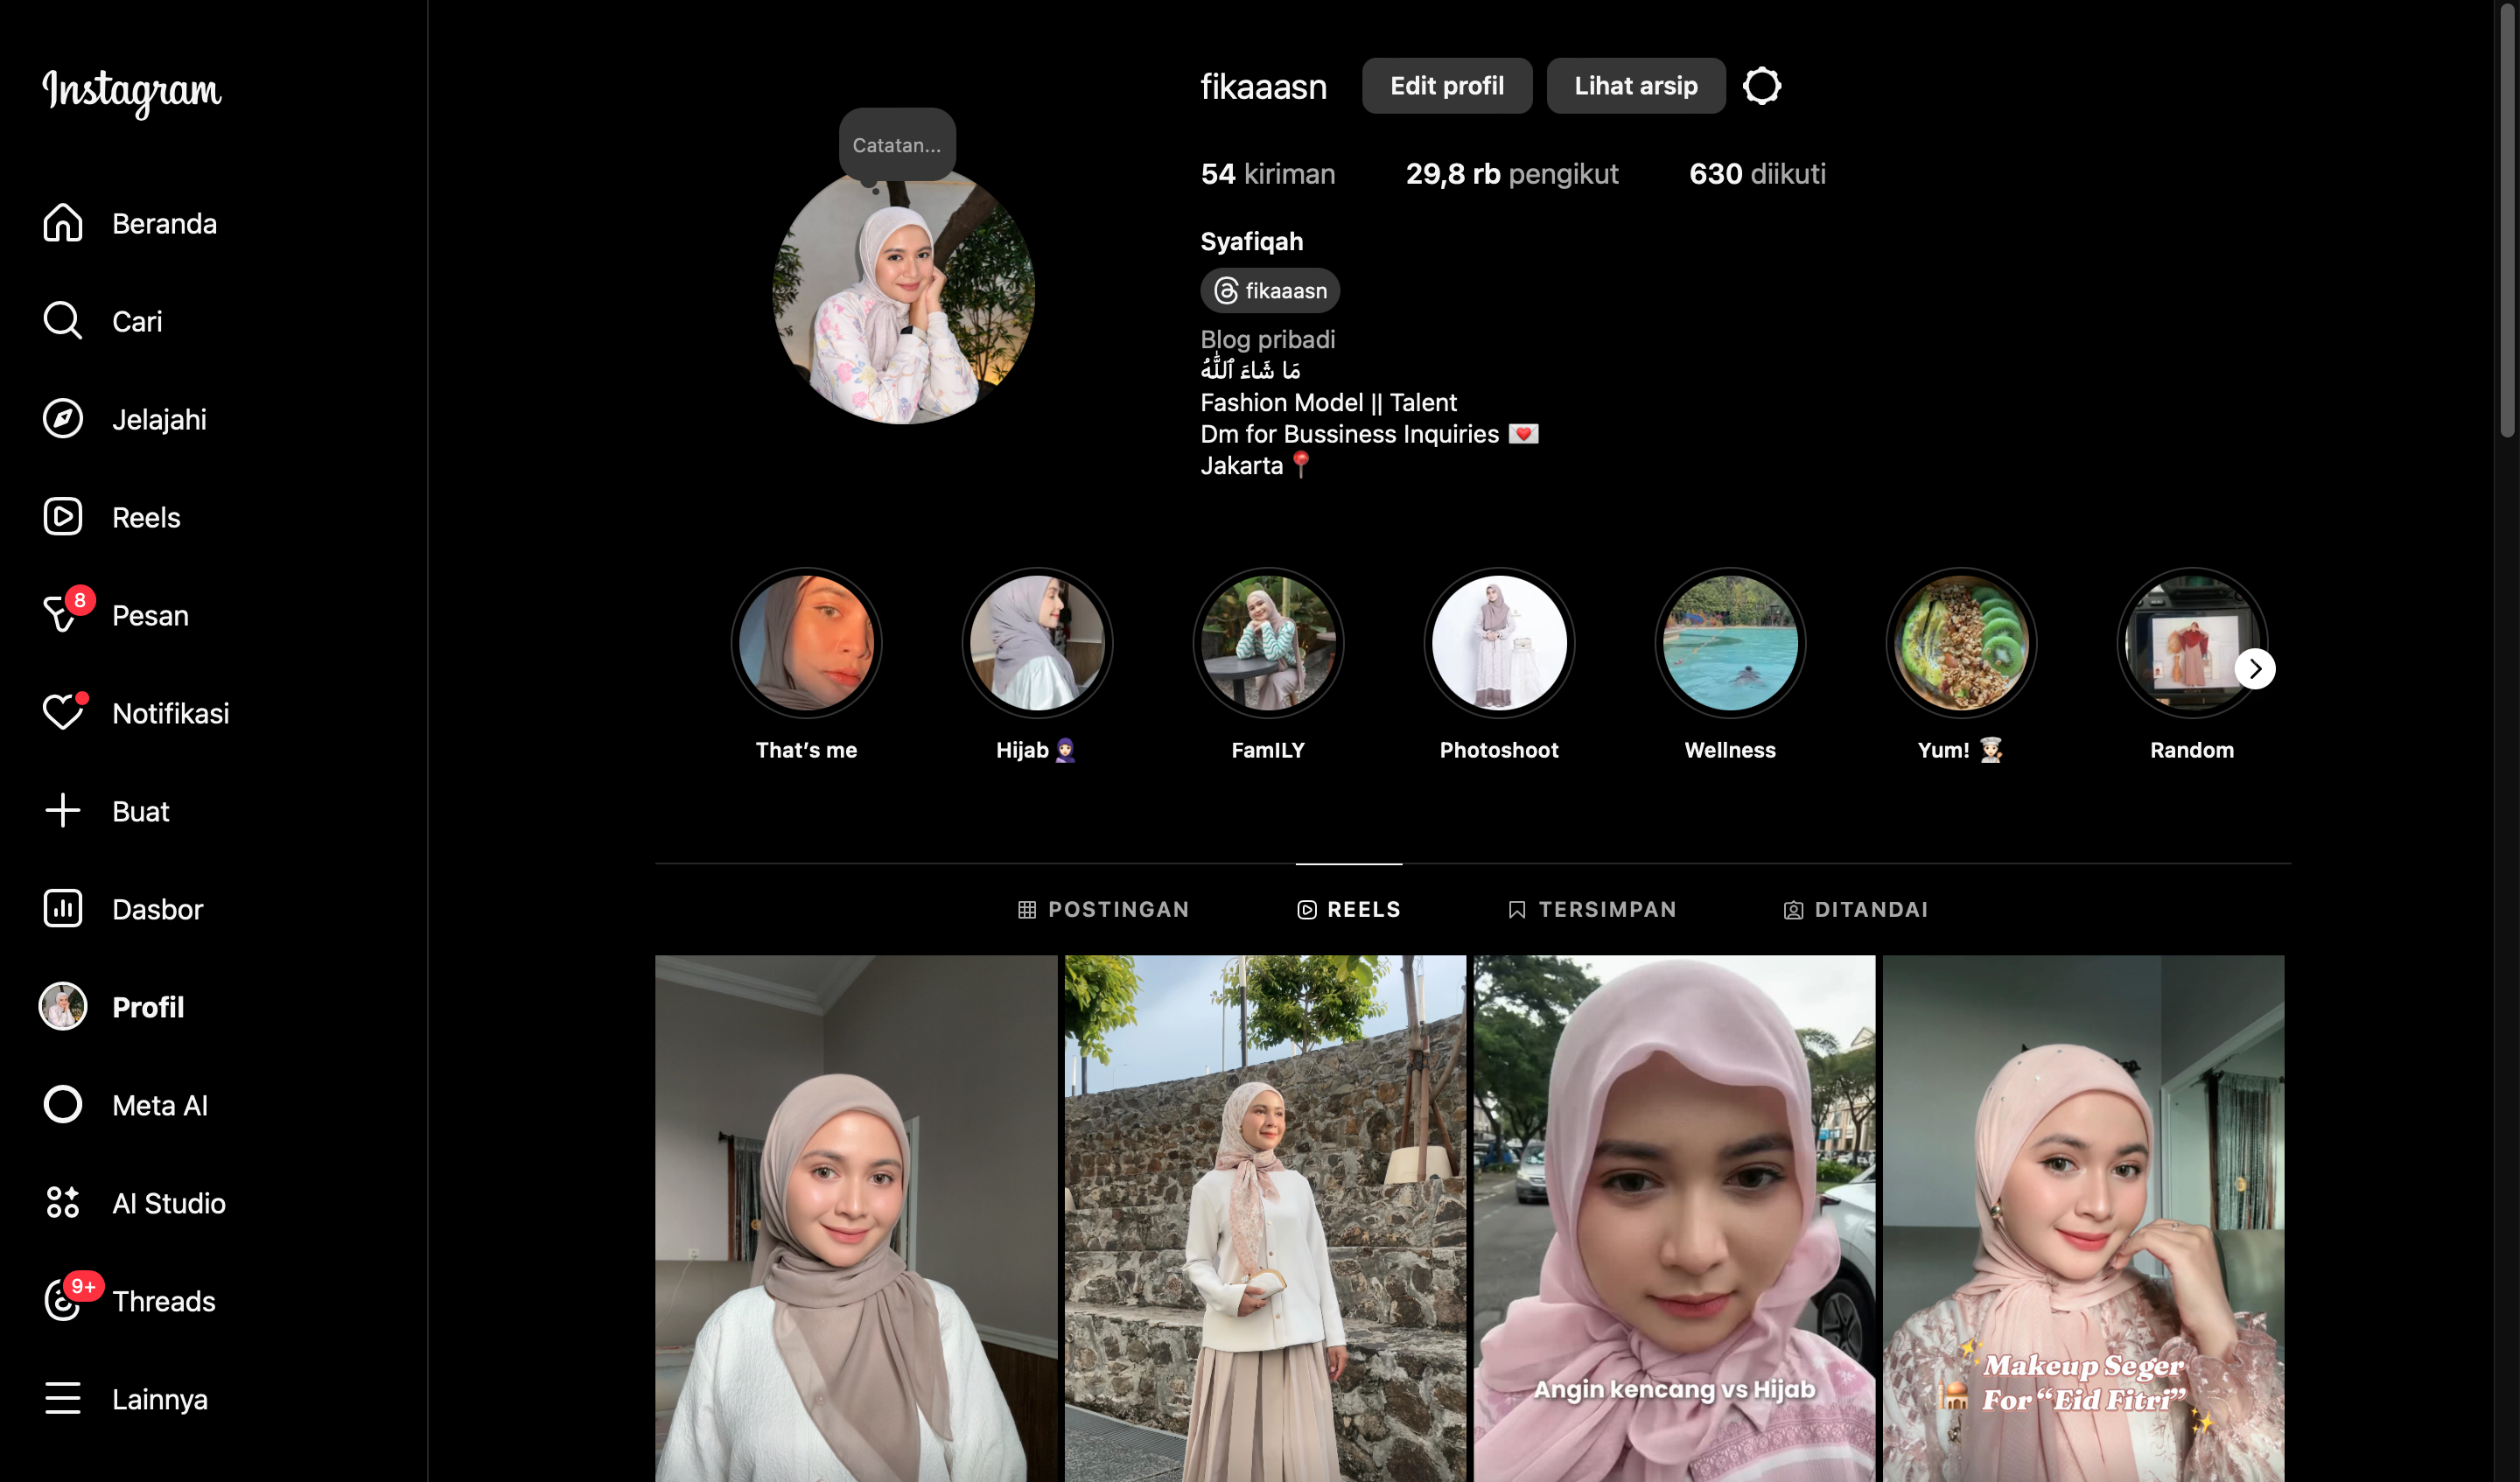 Instagram
Beranda
Cari
Jelajahi
Reels
8
Pesan
Notifikasi
Buat
Dasbor
Profil
Meta AI
AI Studio
9+
Threads
Lainnya
Catatan...
fikaaasn
Edit profil
Lihat arsip
54 kiriman
29,8 rb pengikut
630 diikuti
Syafiqah
fikaaasn
Blog pribadi
مَا شَاءَ ٱللَّٰهُ
Fashion Model || Talent
Dm for Bussiness Inquiries 💌
Jakarta📍
That’s me
Hijab 🧕🏻
FamILY
Photoshoot
Wellness
Yum! 👩🏻‍🍳
Random
POSTINGAN
REELS
TERSIMPAN
DITANDAI
Angin kencang vs Hijab
✨Makeup Seger
🕌 For “Eid Fitri”✨